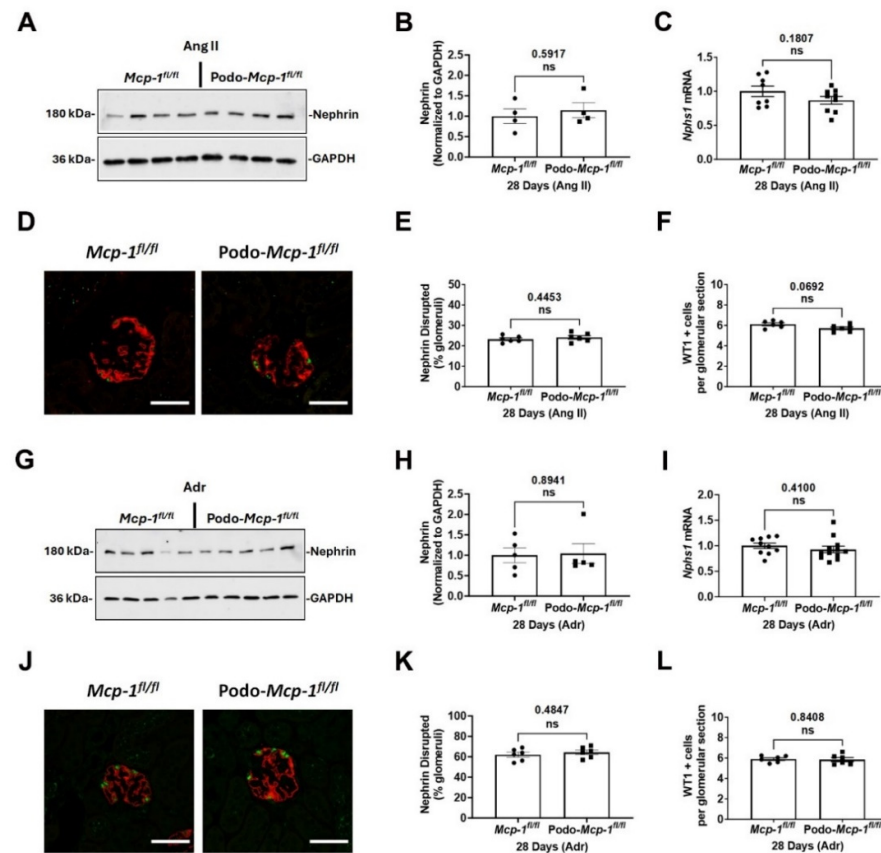 A
Ang II
Mcp-1fl/fl Podo-Mcp-1fl/fl
180 kDa- -Nephrin
36 kDa- -GAPDH
B
0.5917
ns
Nephrin
(Normalized to GAPDH)
2.5
2.0
1.5
1.0
0.5
0.0
Mcp-1fl/fl Podo-Mcp-1fl/fl
28 Days (Ang II)
C
0.1807
ns
Nphs1 mRNA
1.5
1.0
0.5
0.0
Mcp-1fl/fl Podo-Mcp-1fl/fl
28 Days (Ang II)
D
Mcp-1fl/fl Podo-Mcp-1fl/fl
E
0.4453
ns
Nephrin Disrupted
(% glomeruli)
50
40
30
20
10
0
Mcp-1fl/fl Podo-Mcp-1fl/fl
28 Days (Ang II)
F
0.0692
ns
WT1 + cells
per glomerular section
10
8
6
4
2
0
Mcp-1fl/fl Podo-Mcp-1fl/fl
28 Days (Ang II)
G
Adr
Mcp-1fl/fl Podo-Mcp-1fl/fl
180 kDa- -Nephrin
36 kDa- -GAPDH
H
0.8941
ns
Nephrin
(Normalized to GAPDH)
2.5
2.0
1.5
1.0
0.5
0.0
Mcp-1fl/fl Podo-Mcp-1fl/fl
28 Days (Adr)
I
0.4100
ns
Nphs1 mRNA
2.0
1.5
1.0
0.5
0.0
Mcp-1fl/fl Podo-Mcp-1fl/fl
28 Days (Adr)
J
Mcp-1fl/fl Podo-Mcp-1fl/fl
K
0.4847
ns
Nephrin Disrupted
(% glomeruli)
100
80
60
40
20
0
Mcp-1fl/fl Podo-Mcp-1fl/fl
28 Days (Adr)
L
0.8408
ns
WT1 + cells
per glomerular section
10
8
6
4
2
0
Mcp-1fl/fl Podo-Mcp-1fl/fl
28 Days (Adr)